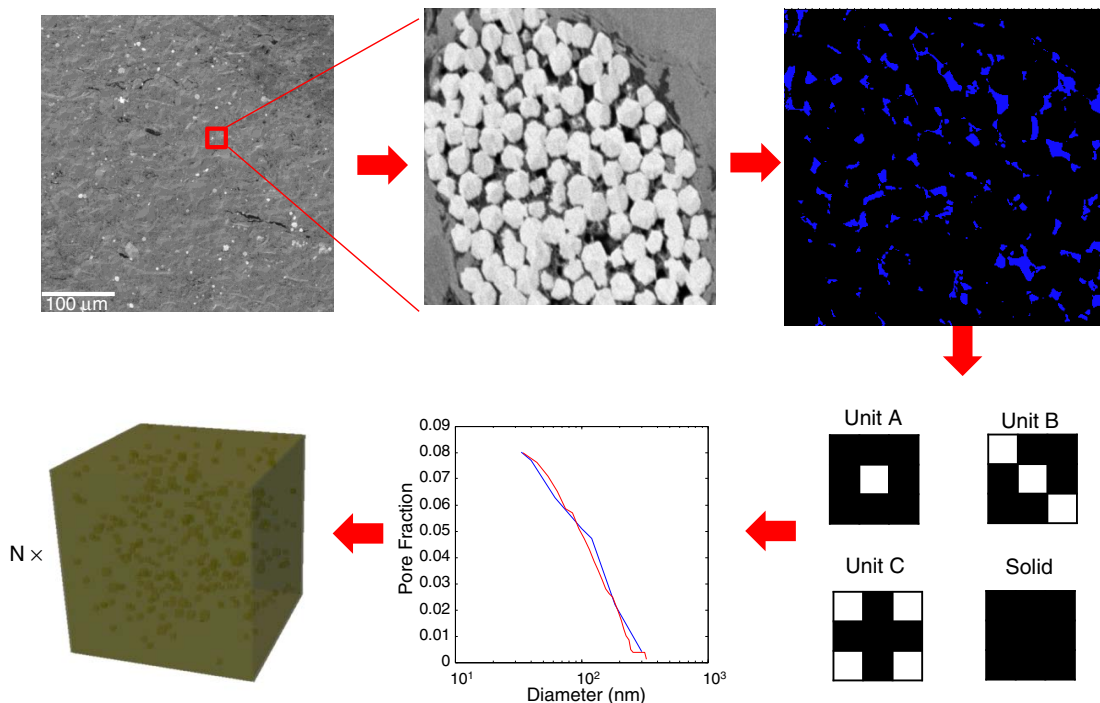 100 μm
Unit A
Unit B
Unit C
Solid
0.09
0.08
0.07
0.06
0.05
0.04
0.03
0.02
0.01
0
Pore Fraction
10¹
10²
10³
Diameter (nm)
N ×